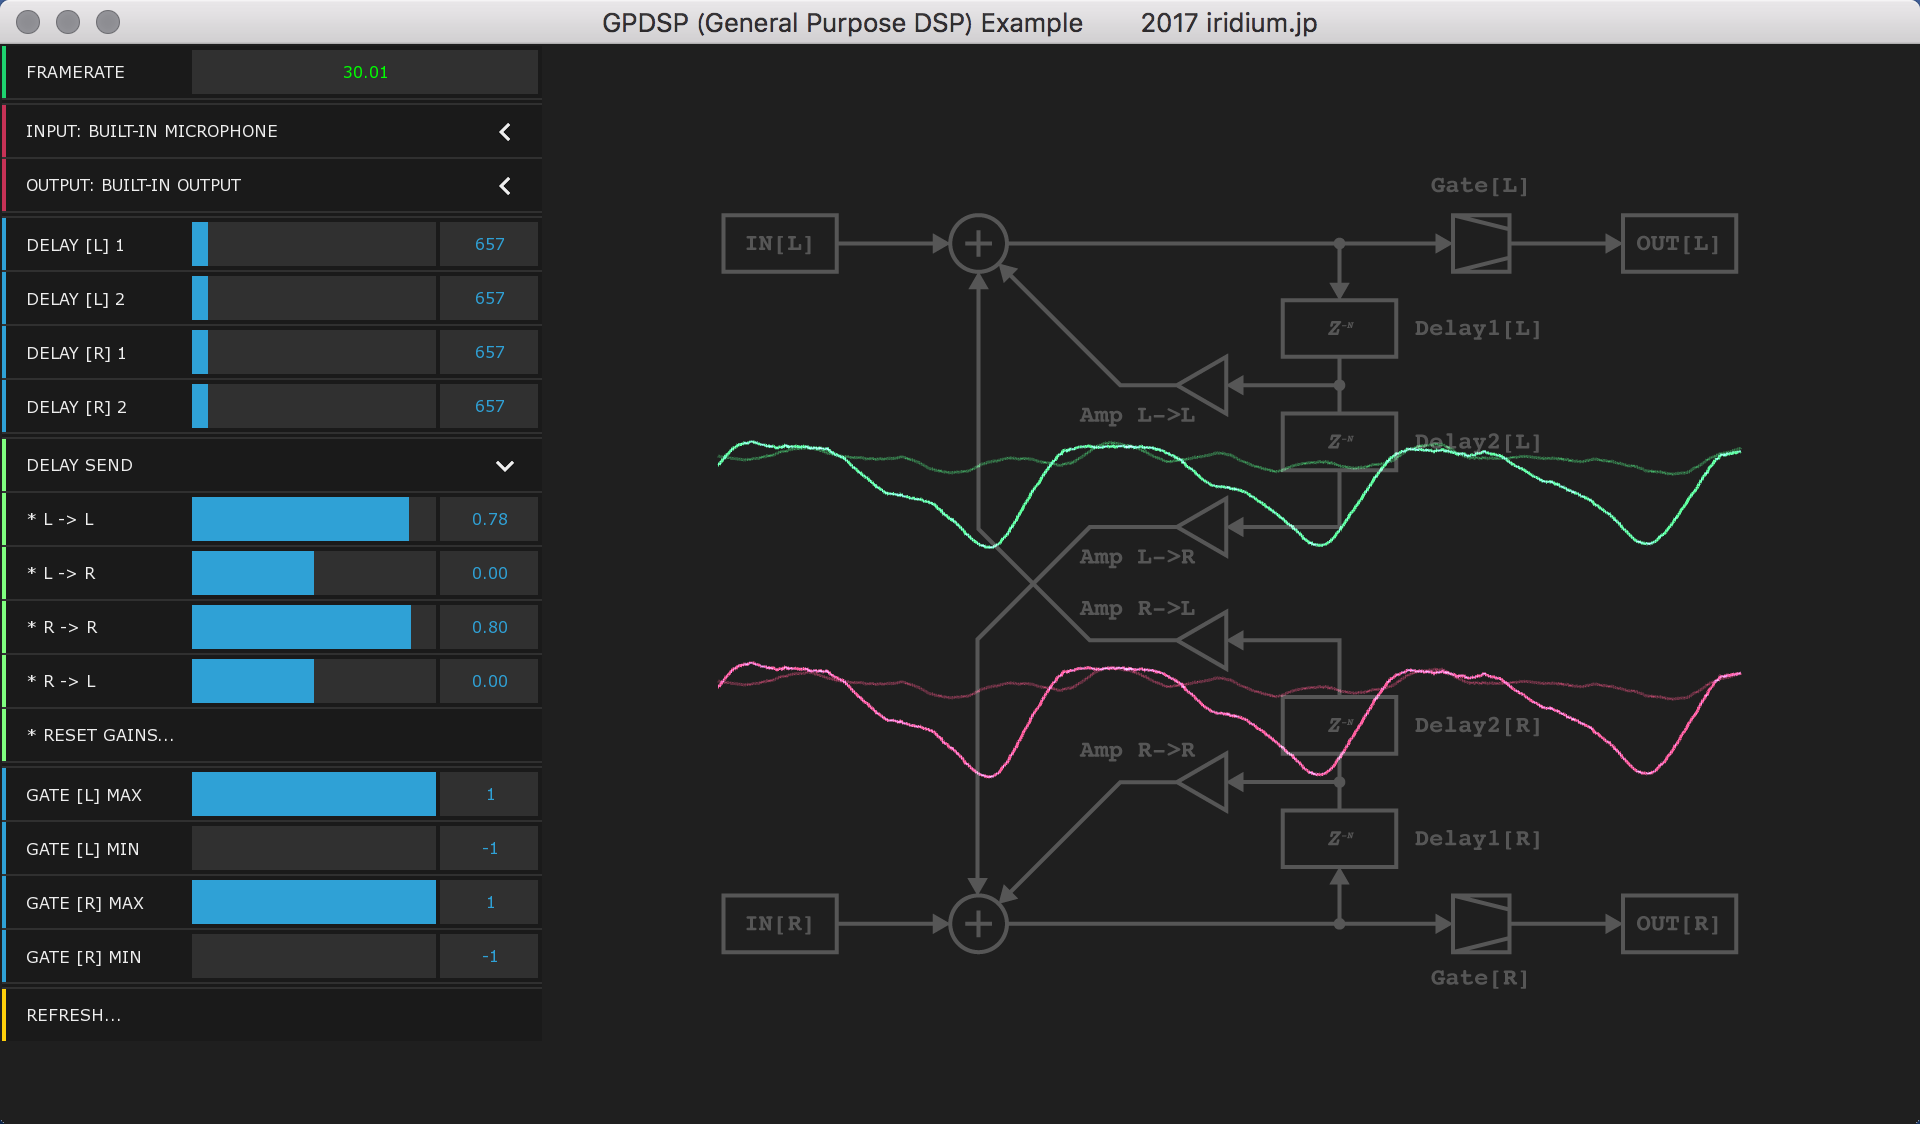 GPDSP (General Purpose DSP) Example 2017 iridium.jp
FRAMERATE 30.01
INPUT: BUILT-IN MICROPHONE
OUTPUT: BUILT-IN OUTPUT
DELAY [L] 1 657
DELAY [L] 2 657
DELAY [R] 1 657
DELAY [R] 2 657
DELAY SEND
* L -> L 0.78
* L -> R 0.00
* R -> R 0.80
* R -> L 0.00
* RESET GAINS...
GATE [L] MAX 1
GATE [L] MIN -1
GATE [R] MAX 1
GATE [R] MIN -1
REFRESH...
Gate[L]
IN[L] + OUT[L]
Z-N Delay1[L]
Amp L->L
Z-N Delay2[L]
Amp L->R
Amp R->L
Z-N Delay2[R]
Amp R->R
Z-N Delay1[R]
IN[R] + OUT[R]
Gate[R]